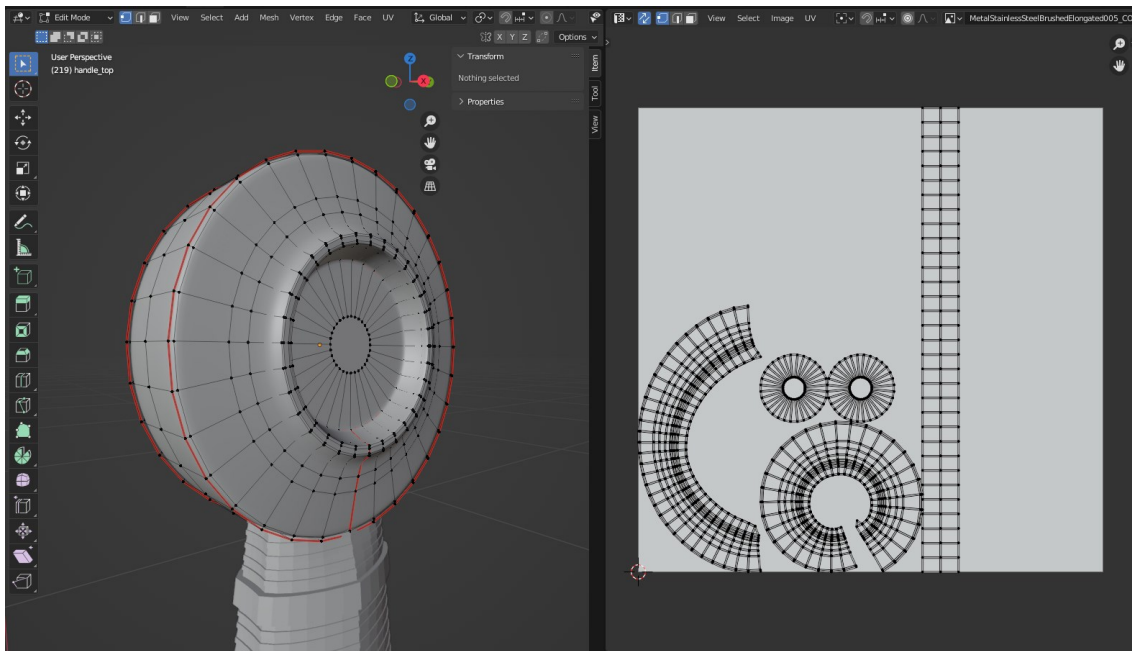 Edit Mode View Select Add Mesh Vertex Edge Face UV Global
X Y Z Options
User Perspective
(219) handle_top
Z
X
Transform
Nothing selected
Properties
Item
Tool
View
View Select Image UV MetalStainlessSteelBrushedElongated005_CO